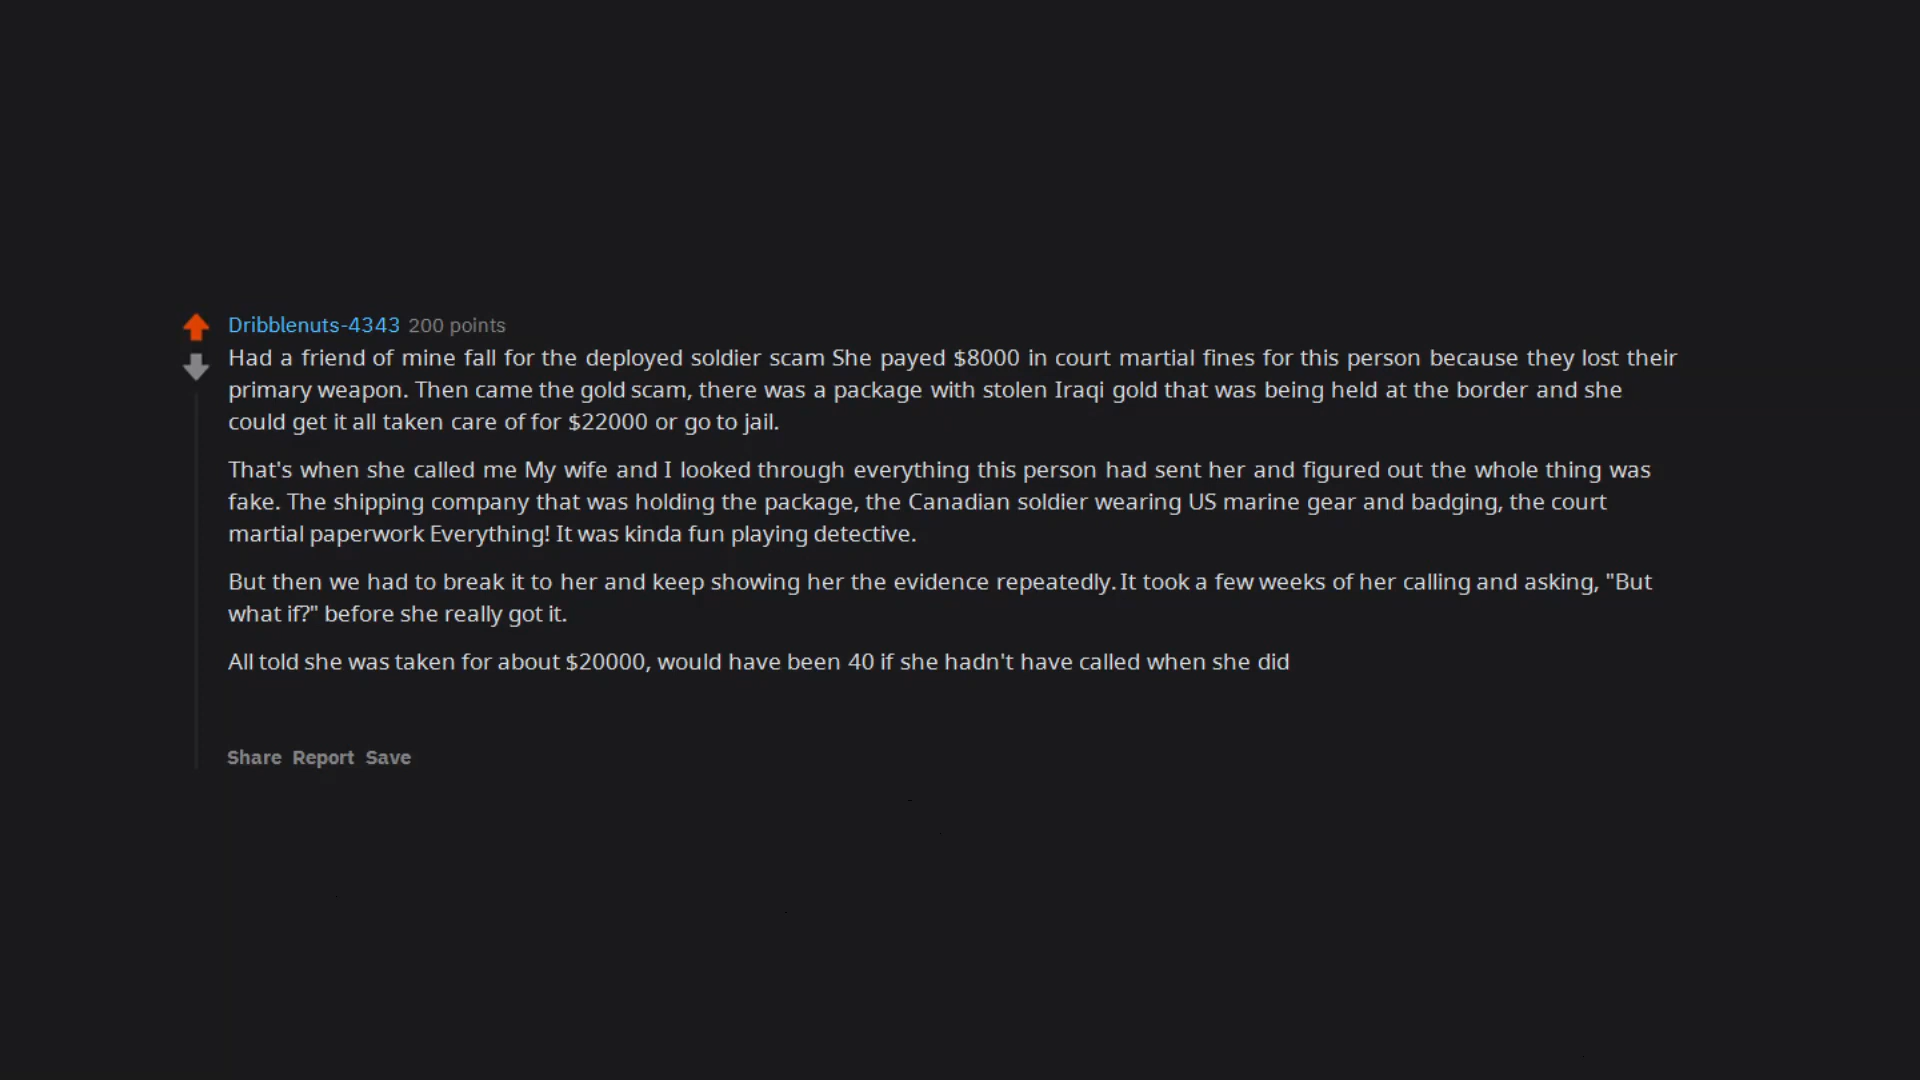 Dribblenuts-4343 200 points
Had a friend of mine fall for the deployed soldier scam She payed $8000 in court martial fines for this person because they lost their
primary weapon. Then came the gold scam, there was a package with stolen Iraqi gold that was being held at the border and she
could get it all taken care of for $22000 or go to jail.
That's when she called me My wife and I looked through everything this person had sent her and figured out the whole thing was
fake. The shipping company that was holding the package, the Canadian soldier wearing US marine gear and badging, the court
martial paperwork Everything! It was kinda fun playing detective.
But then we had to break it to her and keep showing her the evidence repeatedly. It took a few weeks of her calling and asking, "But
what if?" before she really got it.
All told she was taken for about $20000, would have been 40 if she hadn't have called when she did
Share Report Save